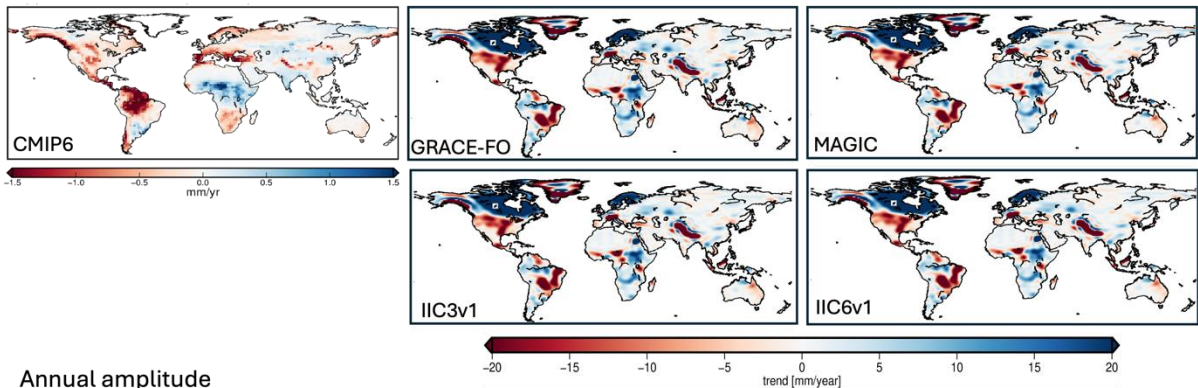 CMIP6
GRACE-FO
MAGIC
-1.5 -1.0 -0.5 0.0 0.5 1.0 1.5
mm/yr
IIC3v1
IIC6v1
-20 -15 -10 -5 0 5 10 15 20
trend [mm/year]
Annual amplitude